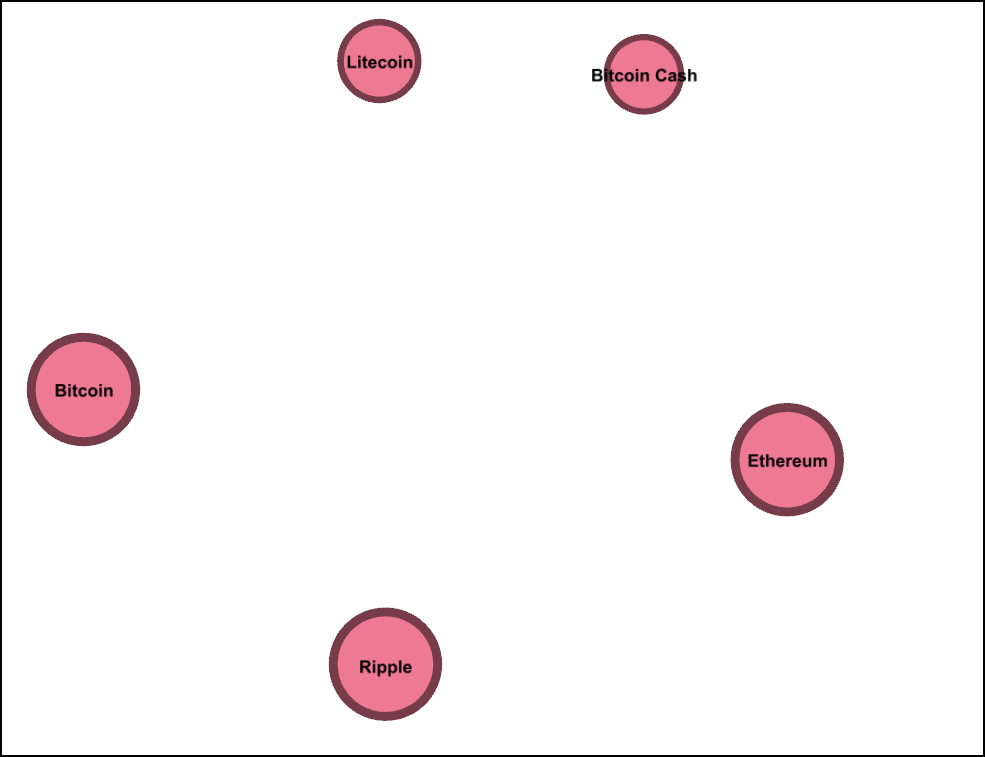 Litecoin
Bitcoin Cash
Bitcoin
Ethereum
Ripple